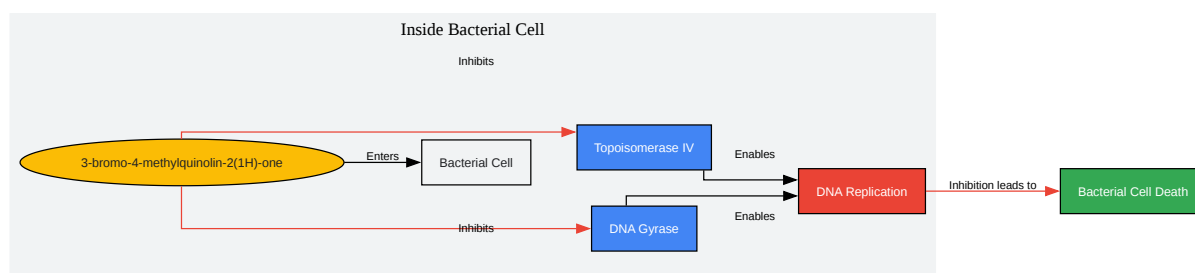 Inside Bacterial Cell
Inhibits
Topoisomerase IV
Enables
3-bromo-4-methylquinolin-2(1H)-one
Enters
Bacterial Cell
DNA Replication
Inhibition leads to
Bacterial Cell Death
Inhibits
DNA Gyrase
Enables